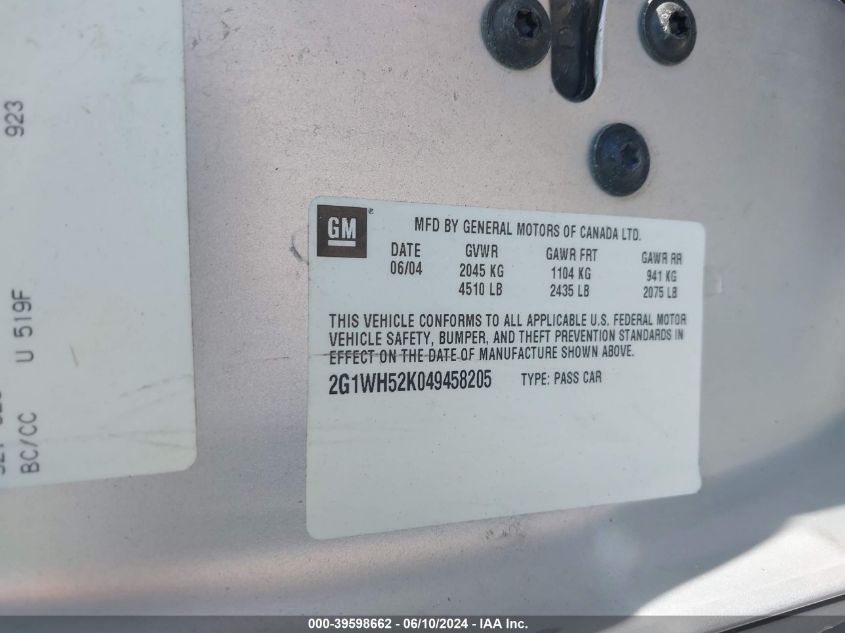 923
U 519F
BC/CC
GM
MFD BY GENERAL MOTORS OF CANADA LTD.
DATE GVWR GAWR FRT GAWR RR
06/04 2045 KG 1104 KG 941 KG
4510 LB 2435 LB 2075 LB
THIS VEHICLE CONFORMS TO ALL APPLICABLE U.S. FEDERAL MOTOR
VEHICLE SAFETY, BUMPER, AND THEFT PREVENTION STANDARDS IN
EFFECT ON THE DATE OF MANUFACTURE SHOWN ABOVE.
2G1WH52K049458205 TYPE: PASS CAR
000-39598662 - 06/10/2024 - IAA Inc.